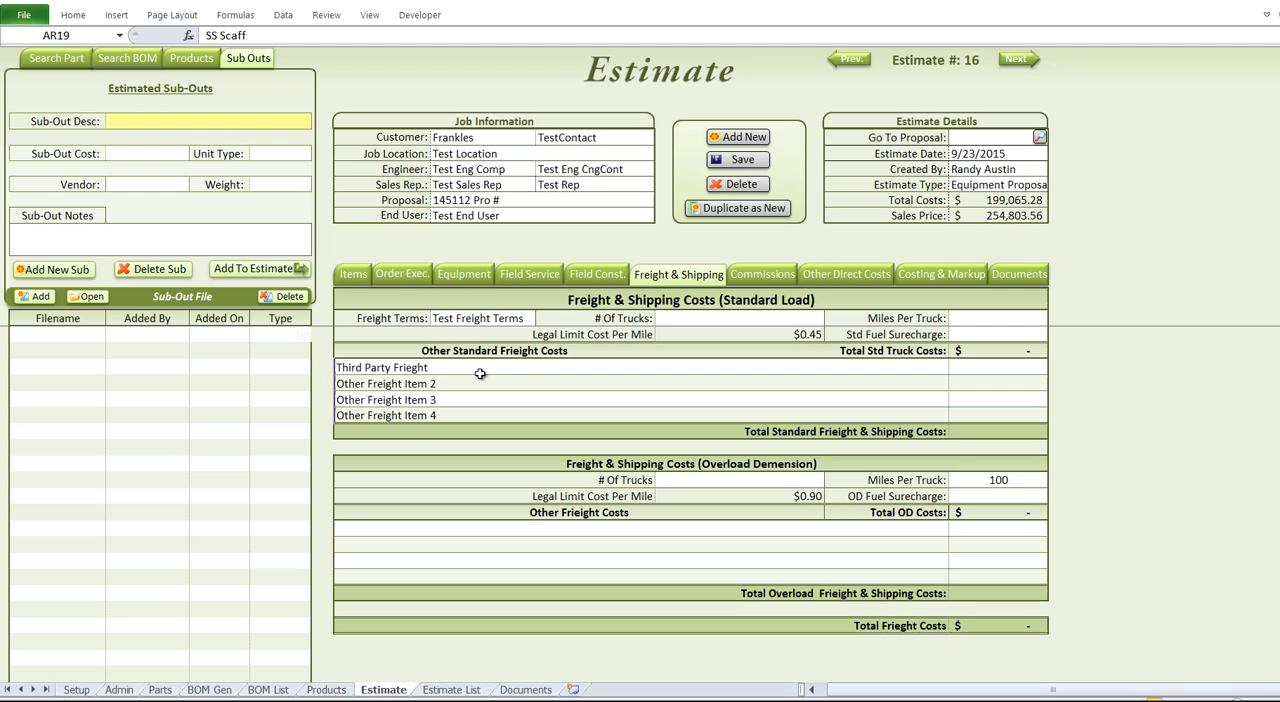 File Home Insert Page Layout Formulas Data Review View Developer
AR19 fx SS Scaff
Search Part Search BOM Products Sub Outs
Estimated Sub-Outs
Sub-Out Desc:
Sub-Out Cost: Unit Type:
Vendor: Weight:
Sub-Out Notes
Add New Sub Delete Sub Add To Estimate
Add Open Sub-Out File Delete
Filename Added By Added On Type
Estimate
Prev. Estimate #: 16 Next
Job Information
Customer: Frankles TestContact
Job Location: Test Location
Engineer: Test Eng Comp Test Eng CngCont
Sales Rep.: Test Sales Rep Test Rep
Proposal: 145112 Pro #
End User: Test End User
Add New
Save
Delete
Duplicate as New
Estimate Details
Go To Proposal:
Estimate Date: 9/23/2015
Created By: Randy Austin
Estimate Type: Equipment Proposa
Total Costs: $ 199,065.28
Sales Price: $ 254,803.56
Items Order Exec. Equipment Field Service Field Const. Freight & Shipping Commissions Other Direct Costs Costing & Markup Documents
Freight & Shipping Costs (Standard Load)
Freight Terms: Test Freight Terms # Of Trucks: Miles Per Truck:
Legal Limit Cost Per Mile $0.45 Std Fuel Surecharge:
Other Standard Frieight Costs Total Std Truck Costs: $ -
Third Party Frieght
Other Freight Item 2
Other Freight Item 3
Other Freight Item 4
Total Standard Frieight & Shipping Costs:
Freight & Shipping Costs (Overload Demension)
# Of Trucks Miles Per Truck: 100
Legal Limit Cost Per Mile $0.90 OD Fuel Surecharge:
Other Freight Costs Total OD Costs: $ -
Total Overload Frieight & Shipping Costs:
Total Frieght Costs $ -
Setup Admin Parts BOM Gen BOM List Products Estimate Estimate List Documents